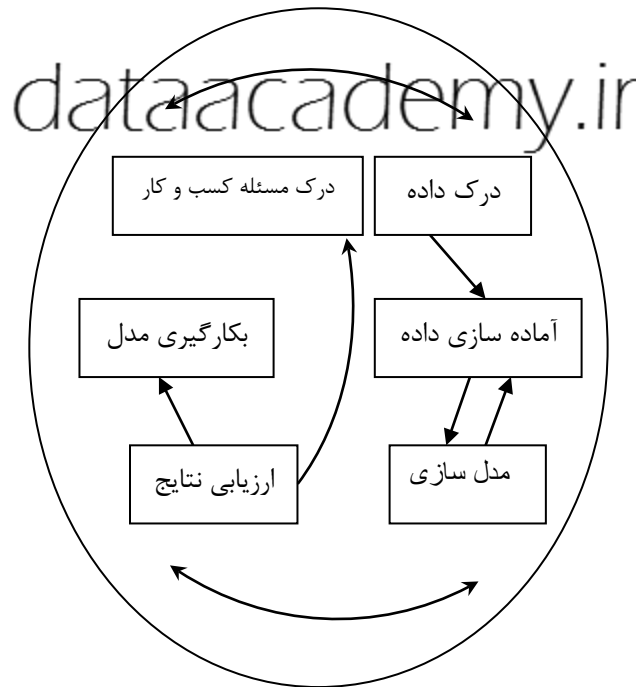 dataacademy.ir
درک داده
درک مسئله کسب و کار
آماده سازی داده
بکارگیری مدل
مدل سازی
ارزیابی نتایج